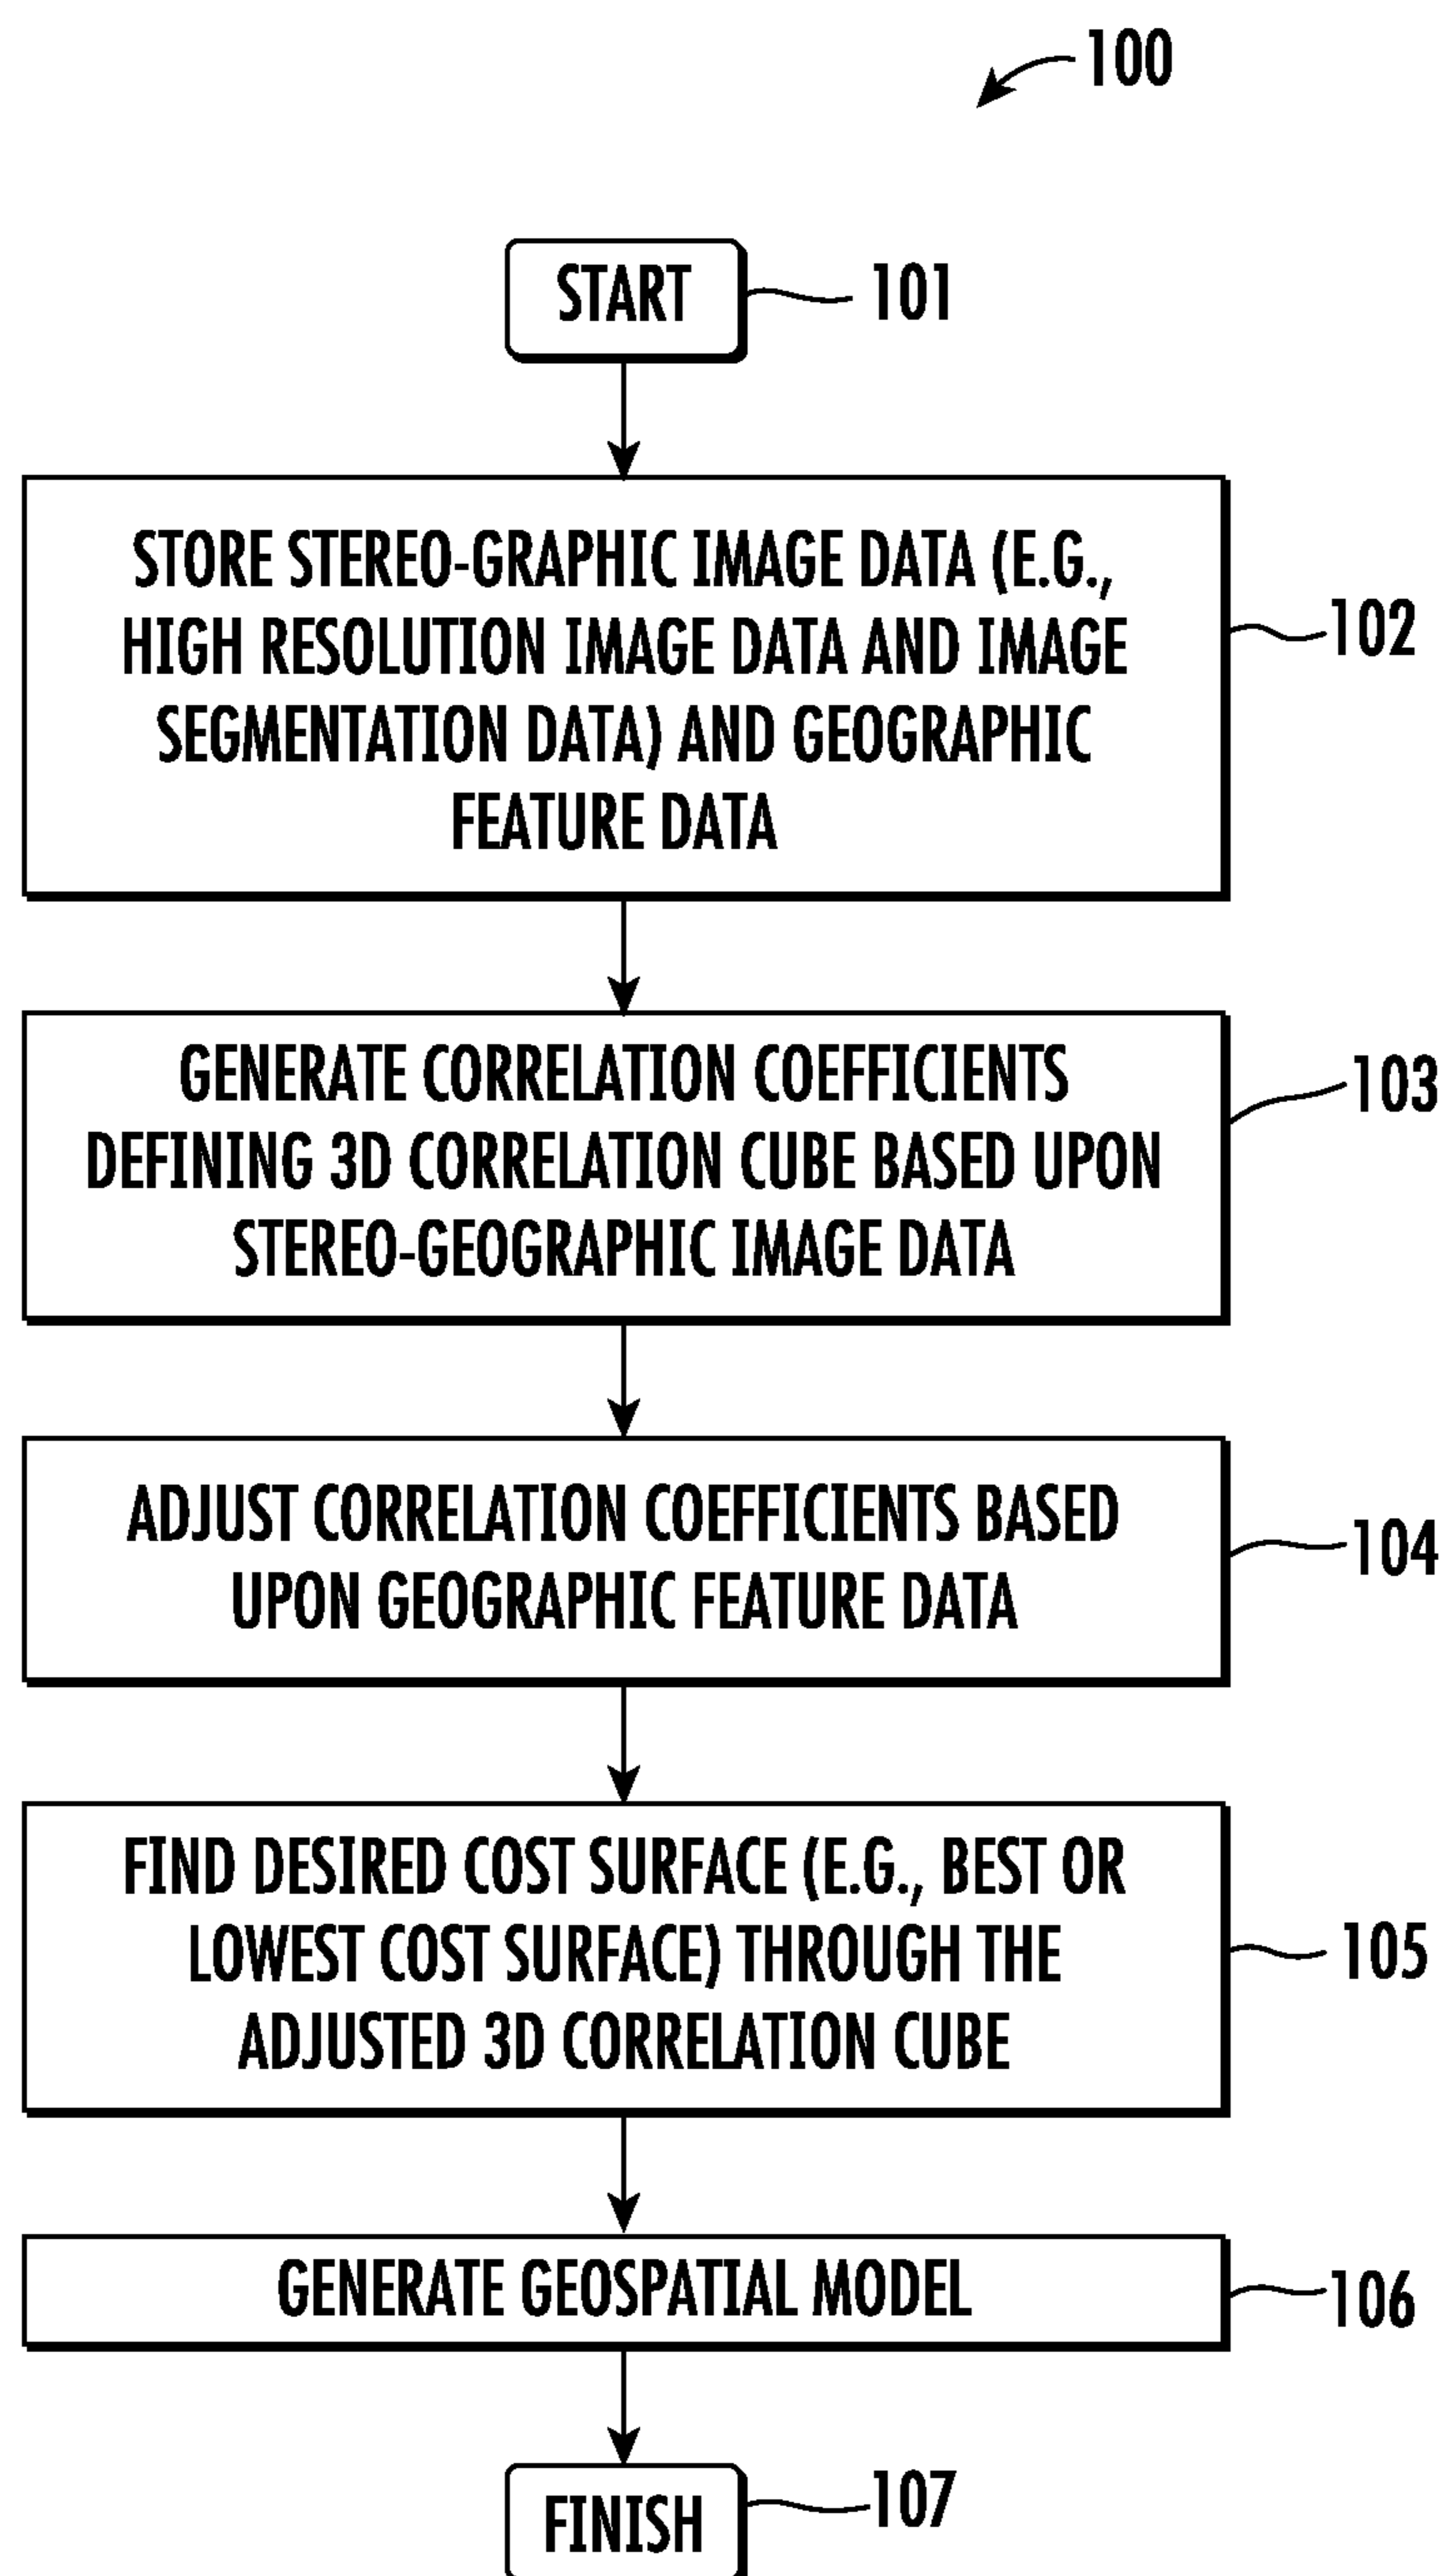 100
START
101
STORE STEREO-GRAPHIC IMAGE DATA (E.G.,
HIGH RESOLUTION IMAGE DATA AND IMAGE
SEGMENTATION DATA) AND GEOGRAPHIC
FEATURE DATA
102
GENERATE CORRELATION COEFFICIENTS
DEFINING 3D CORRELATION CUBE BASED UPON
STEREO-GEOGRAPHIC IMAGE DATA
103
ADJUST CORRELATION COEFFICIENTS BASED
UPON GEOGRAPHIC FEATURE DATA
104
FIND DESIRED COST SURFACE (E.G., BEST OR
LOWEST COST SURFACE) THROUGH THE
ADJUSTED 3D CORRELATION CUBE
105
GENERATE GEOSPATIAL MODEL
106
FINISH
107